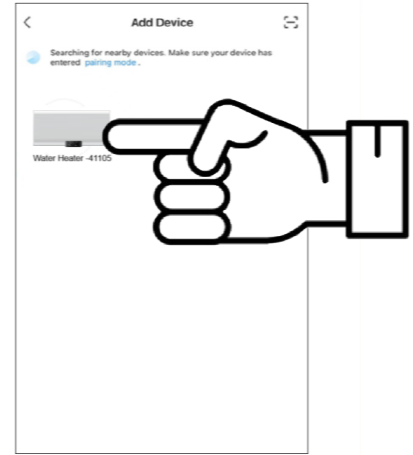 Add Device
Searching for nearby devices. Make sure your device has
entered pairing mode.
Water Heater -41105